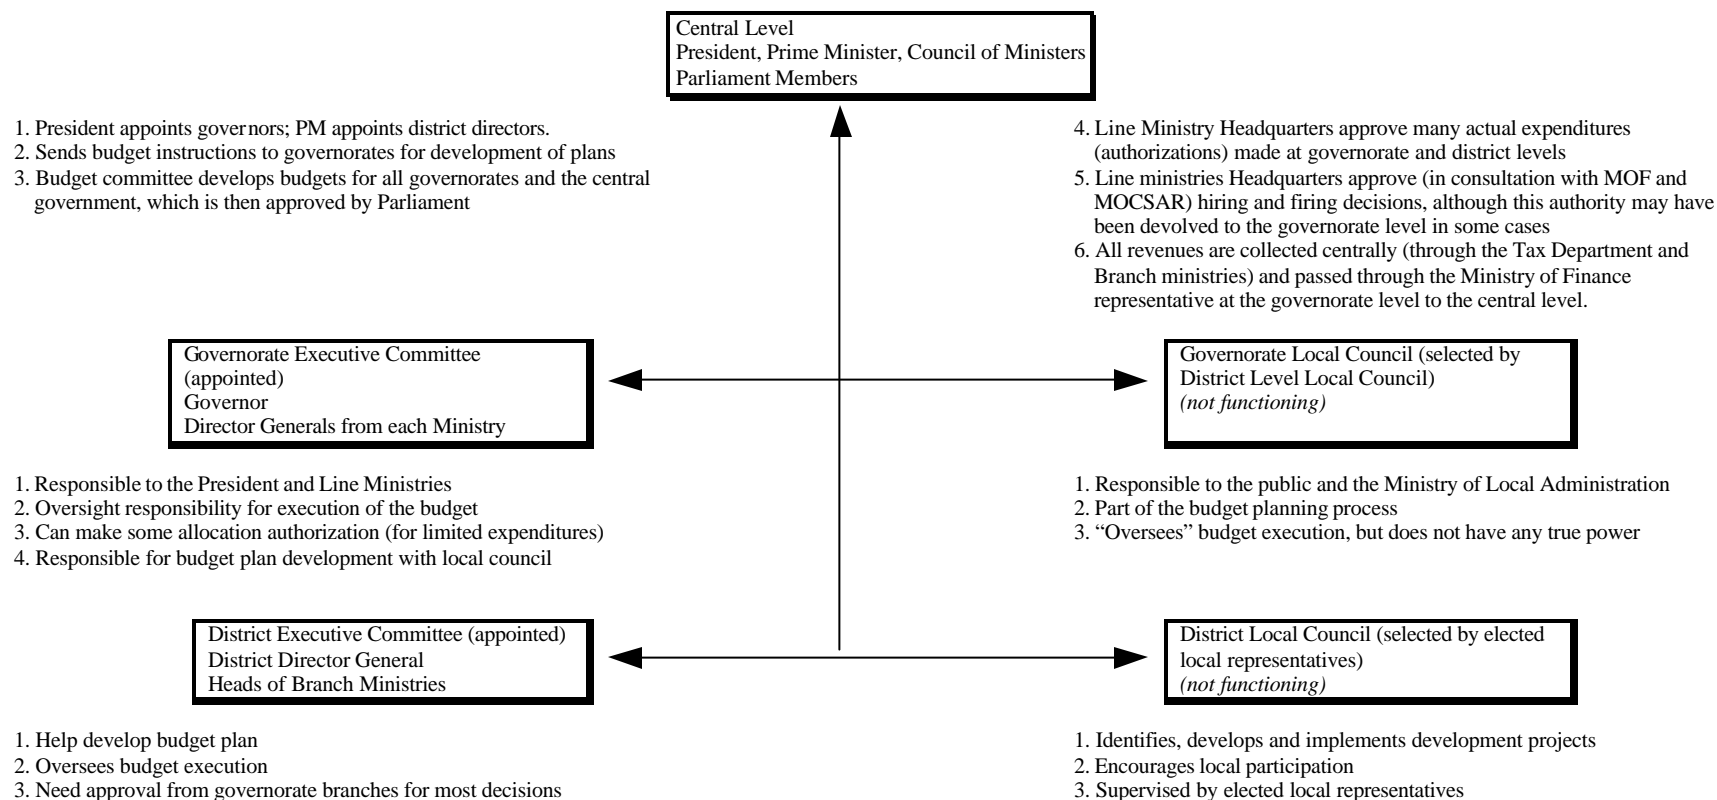 Central Level
President, Prime Minister, Council of Ministers
Parliament Members
1. President appoints governors; PM appoints district directors.
2. Sends budget instructions to governorates for development of plans
3. Budget committee develops budgets for all governorates and the central
government, which is then approved by Parliament
4. Line Ministry Headquarters approve many actual expenditures
(authorizations) made at governorate and district levels
5. Line ministries Headquarters approve (in consultation with MOF and
MOCSAR) hiring and firing decisions, although this authority may have
been devolved to the governorate level in some cases
6. All revenues are collected centrally (through the Tax Department and
Branch ministries) and passed through the Ministry of Finance
representative at the governorate level to the central level.
Governorate Executive Committee
(appointed)
Governor
Director Generals from each Ministry
Governorate Local Council (selected by
District Level Local Council)
(not functioning)
1. Responsible to the President and Line Ministries
2. Oversight responsibility for execution of the budget
3. Can make some allocation authorization (for limited expenditures)
4. Responsible for budget plan development with local council
1. Responsible to the public and the Ministry of Local Administration
2. Part of the budget planning process
3. “Oversees” budget execution, but does not have any true power
District Executive Committee (appointed)
District Director General
Heads of Branch Ministries
District Local Council (selected by elected
local representatives)
(not functioning)
1. Help develop budget plan
2. Oversees budget execution
3. Need approval from governorate branches for most decisions
1. Identifies, develops and implements development projects
2. Encourages local participation
3. Supervised by elected local representatives